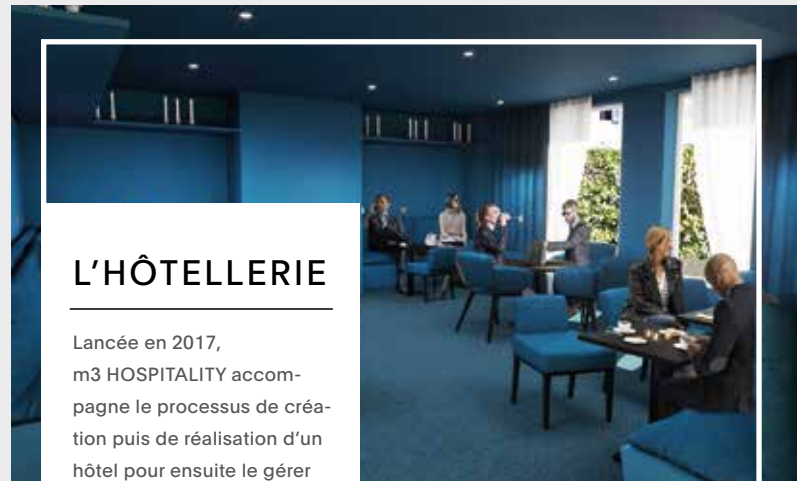 L'HÔTELLERIE
Lancée en 2017,
m3 HOSPITALITY accom-
pagne le processus de créa-
tion puis de réalisation d'un
hôtel pour ensuite le gérer